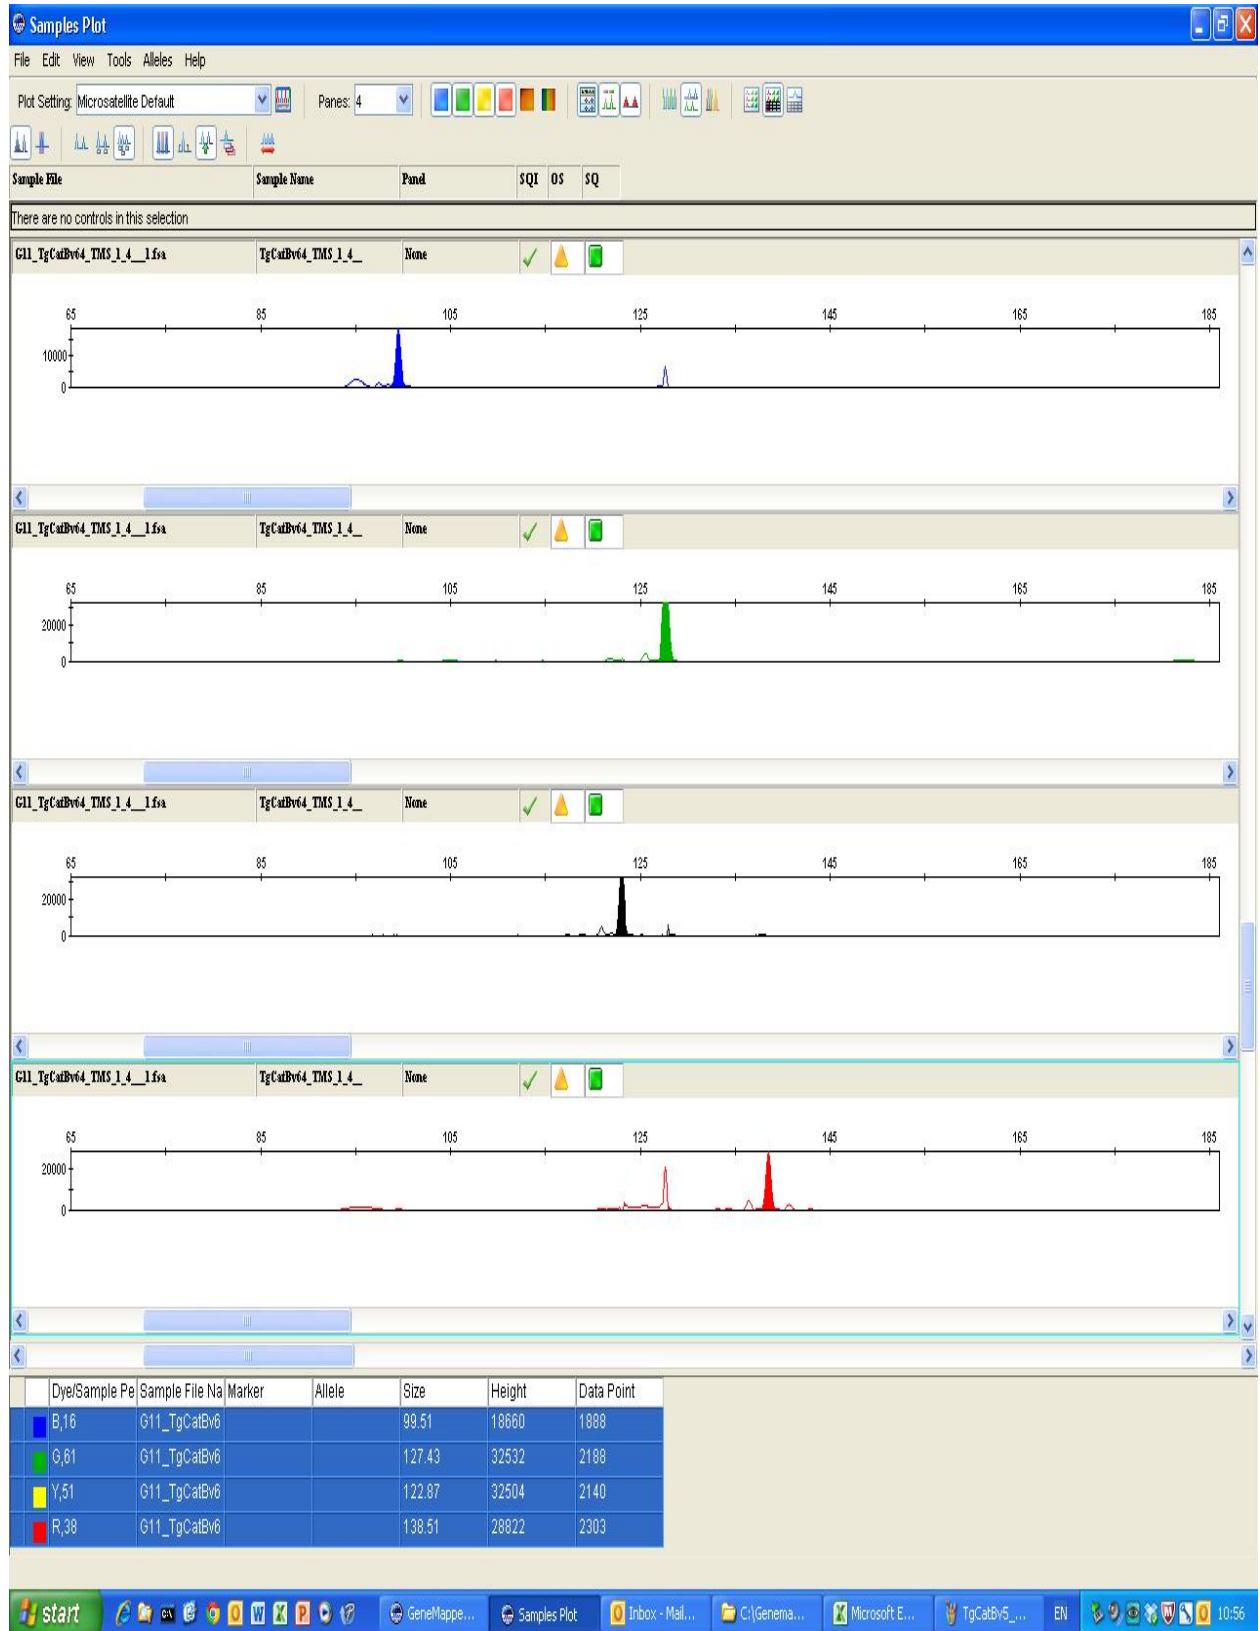 Samples Plot
File Edit View Tools Alleles Help
Plot Setting: Microsatellite Default Panes: 4
Sample File Sample Name Panel SQI OS SQ
There are no controls in this selection
G11_TgCatBv64_TMS_1_4__1.fsa TgCatBv64_TMS_1_4_ None
65 85 105 125 145 165 185
10000
0
G11_TgCatBv64_TMS_1_4__1.fsa TgCatBv64_TMS_1_4_ None
65 85 105 125 145 165 185
20000
0
G11_TgCatBv64_TMS_1_4__1.fsa TgCatBv64_TMS_1_4_ None
65 85 105 125 145 165 185
20000
0
G11_TgCatBv64_TMS_1_4__1.fsa TgCatBv64_TMS_1_4_ None
65 85 105 125 145 165 185
20000
0
Dye/Sample Pe Sample File Na Marker Allele Size Height Data Point
B,16 G11_TgCatBv6 99.51 18660 1888
G,61 G11_TgCatBv6 127.43 32532 2188
Y,51 G11_TgCatBv6 122.87 32504 2140
R,38 G11_TgCatBv6 138.51 28822 2303
start GeneMappe... Samples Plot Inbox - Mail... C:\Genema... Microsoft E... TgCatBv5_... EN 10:56